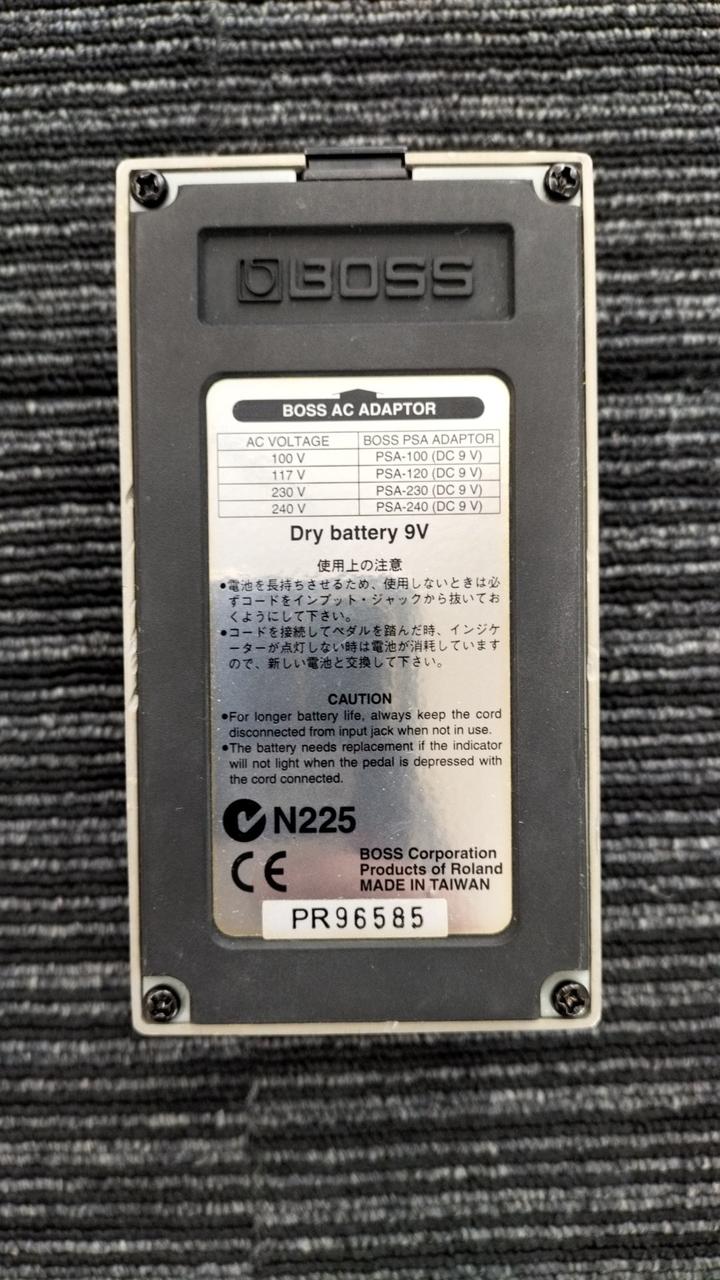 BOSS
BOSS AC ADAPTOR
AC VOLTAGE BOSS PSA ADAPTOR
100 V PSA-100 (DC 9 V)
117 V PSA-120 (DC 9 V)
230 V PSA-230 (DC 9 V)
240 V PSA-240 (DC 9 V)
Dry battery 9V
使用上の注意
●電池を長持ちさせるため、使用しないときは必
ずコードをインプット・ジャックから抜いてお
くようにして下さい。
●コードを接続してペダルを踏んだ時、インジケ
ーターが点灯しない時は電池が消耗しています
ので、新しい電池と交換して下さい。
CAUTION
●For longer battery life, always keep the cord
disconnected from input jack when not in use.
●The battery needs replacement if the indicator
will not light when the pedal is depressed with
the cord connected.
N225
CE
BOSS Corporation
Products of Roland
MADE IN TAIWAN
PR96585